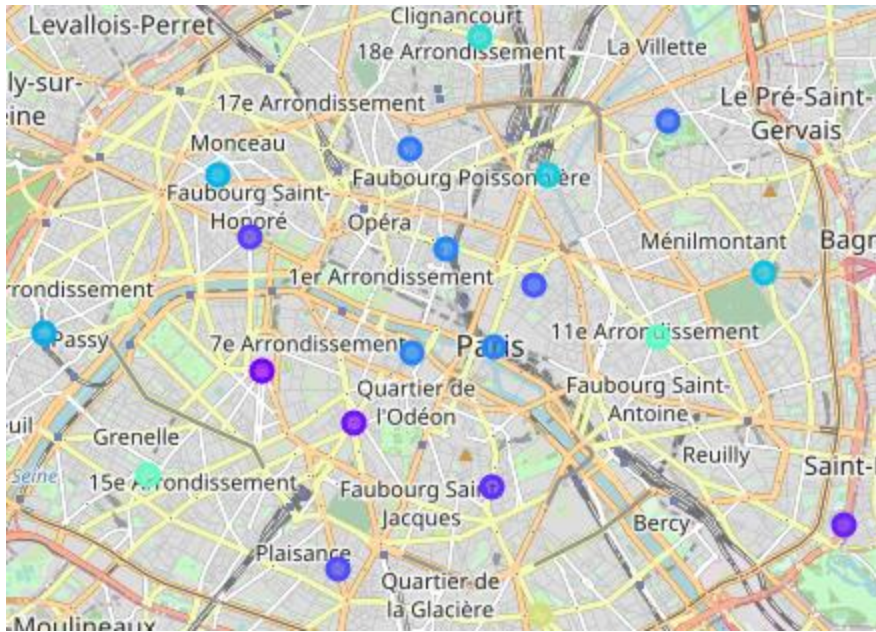 Clignancourt
Levallois-Perret
18e Arrondissement
La Villette
ly-sur-
eine
17e Arrondissement
Le Pré-Saint-
Gervais
Monceau
Faubourg Saint-
Honoré
Faubourg Poissonnière
Opéra
Ménilmontant
Bagn
1er Arrondissement
rrondissement
Passy
7e Arrondissement
Paris
11e Arrondissement
Quartier de
l'Odéon
Faubourg Saint-
Antoine
euil
Grenelle
Reuilly
Saint-
Seine
15e Arrondissement
Faubourg Saint-
Jacques
Bercy
Plaisance
Quartier de
la Glacière
-Moulineaux